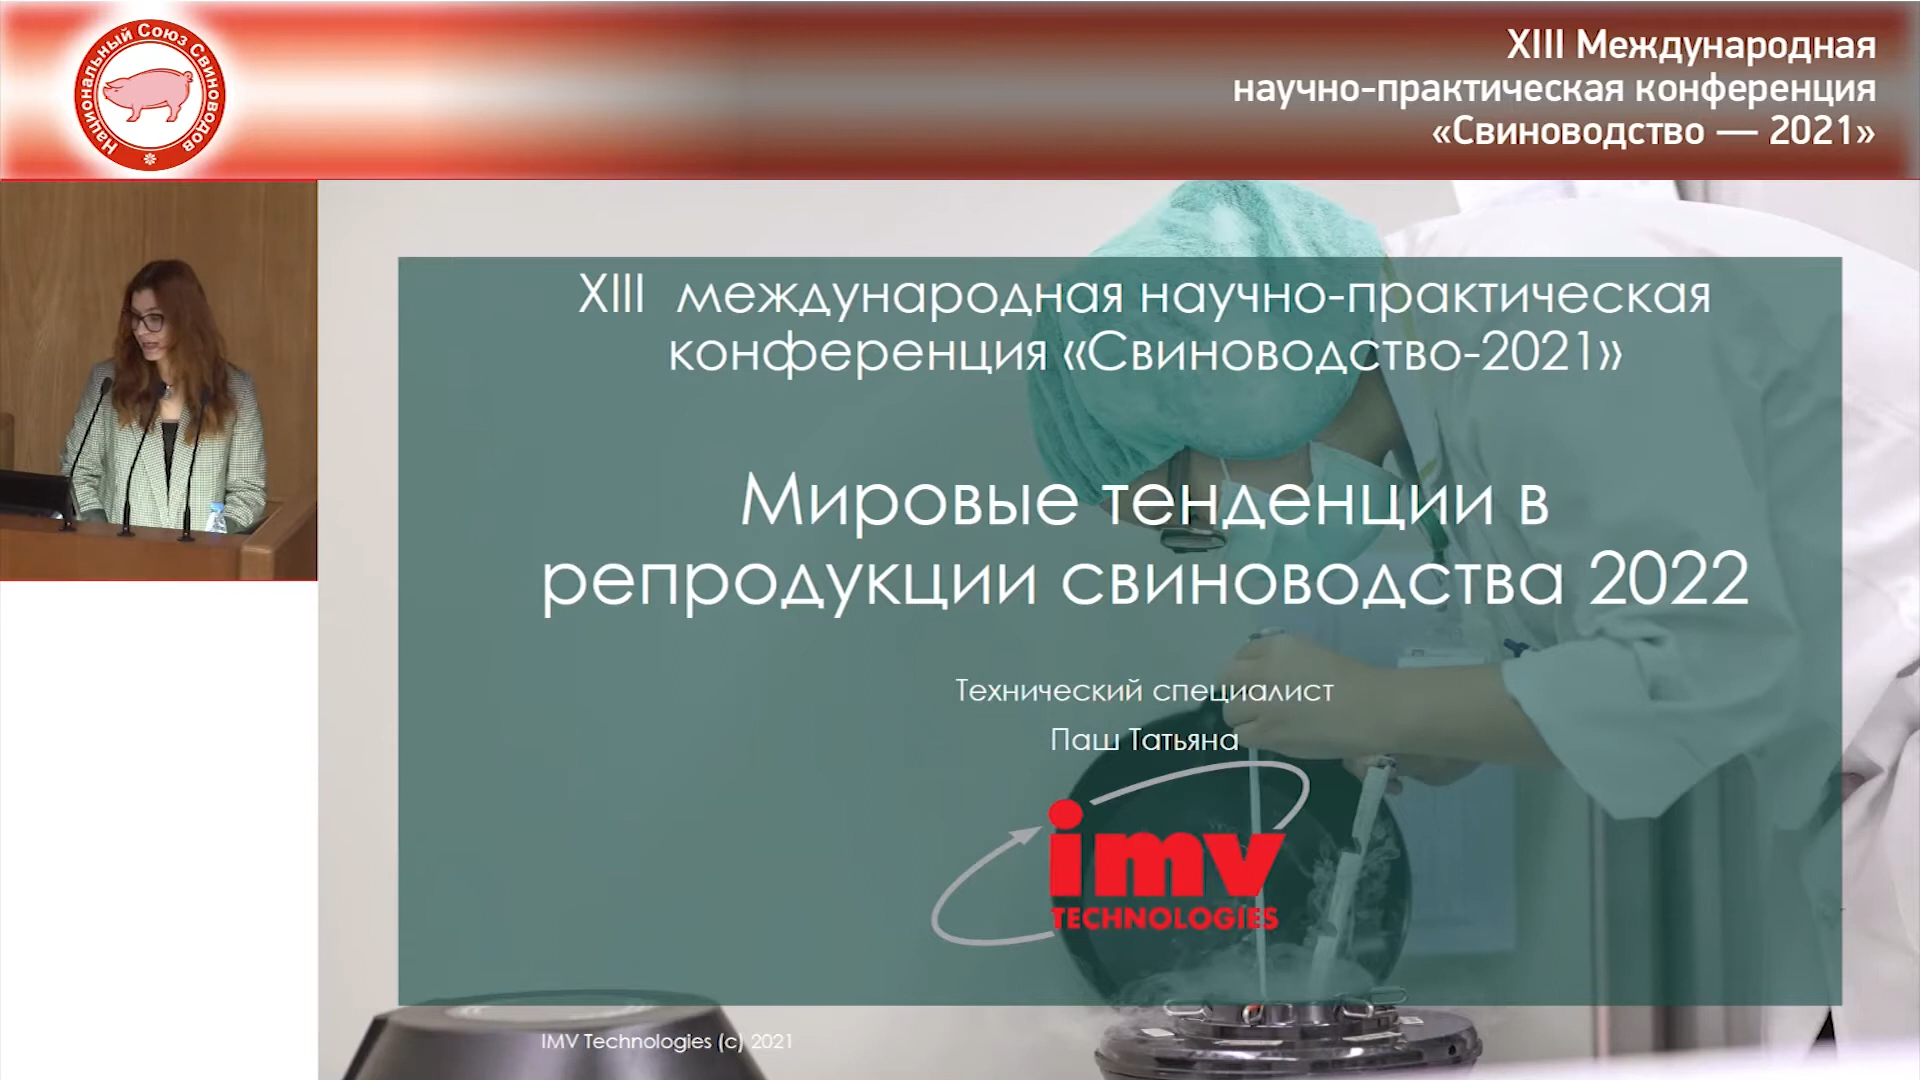 Национальный Союз Свиноводов
XIII Международная
научно-практическая конференция
«Свиноводство — 2021»
XIII международная научно-практическая
конференция «Свиноводство-2021»
Мировые тенденции в
репродукции свиноводства 2022
Технический специалист
Паш Татьяна
imv
TECHNOLOGIES
IMV Technologies (c) 2021